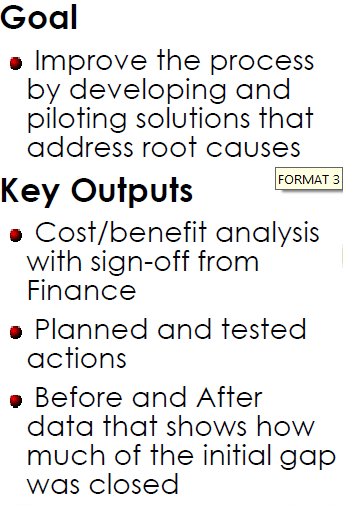 Goal
Improve the process
by developing and
piloting solutions that
address root causes
FORMAT 3
Key Outputs
Cost/benefit analysis
with sign-off from
Finance
Planned and tested
actions
Before and After
data that shows how
much of the initial gap
was closed